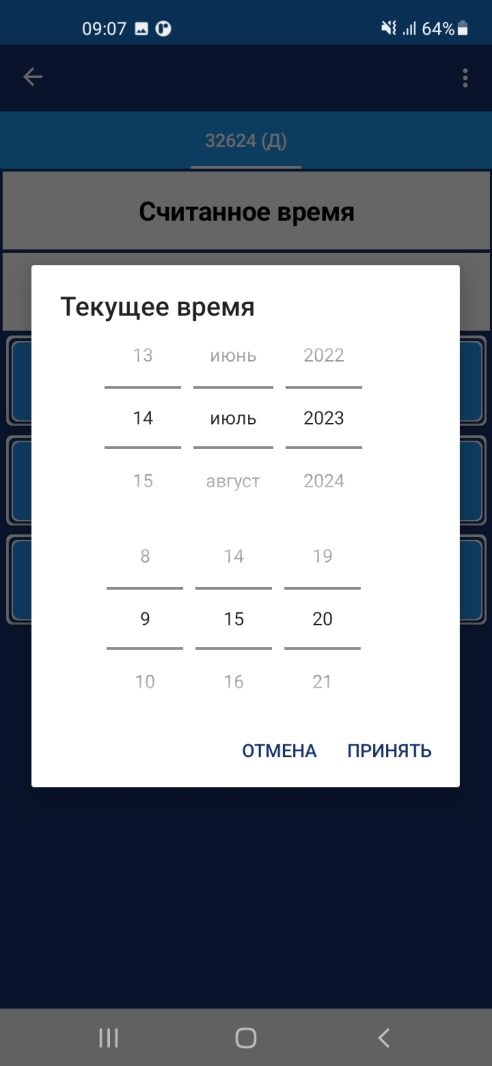 09:07 64%
32624 (Д)
Считанное время
Текущее время
13 июнь 2022
14 июль 2023
15 август 2024
8 14 19
9 15 20
10 16 21
ОТМЕНА ПРИНЯТЬ